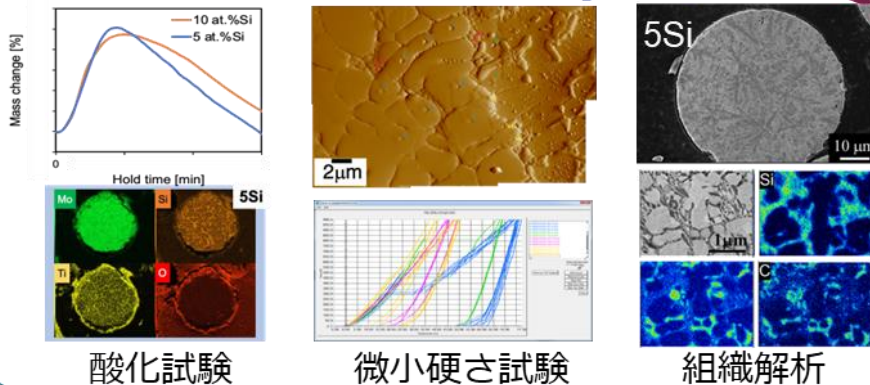 10 at.%Si
5 at.%Si
Mass change [%]
0
Hold time [min]
Mo
Si
5Si
Ti
O
酸化試験
2μm
微小硬さ試験
5Si
10 μm
1μm
Si
C
組織解析